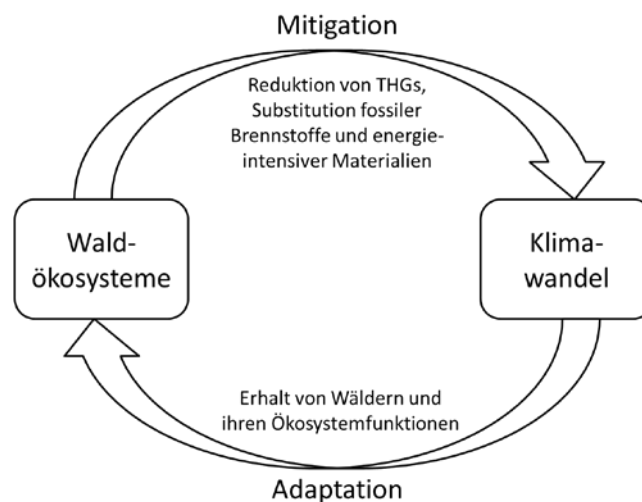 Mitigation
Reduktion von THGs,
Substitution fossiler
Brennstoffe und energie-
intensiver Materialien
Wald-
ökosysteme
Klima-
wandel
Erhalt von Wäldern und
ihren Ökosystemfunktionen
Adaptation